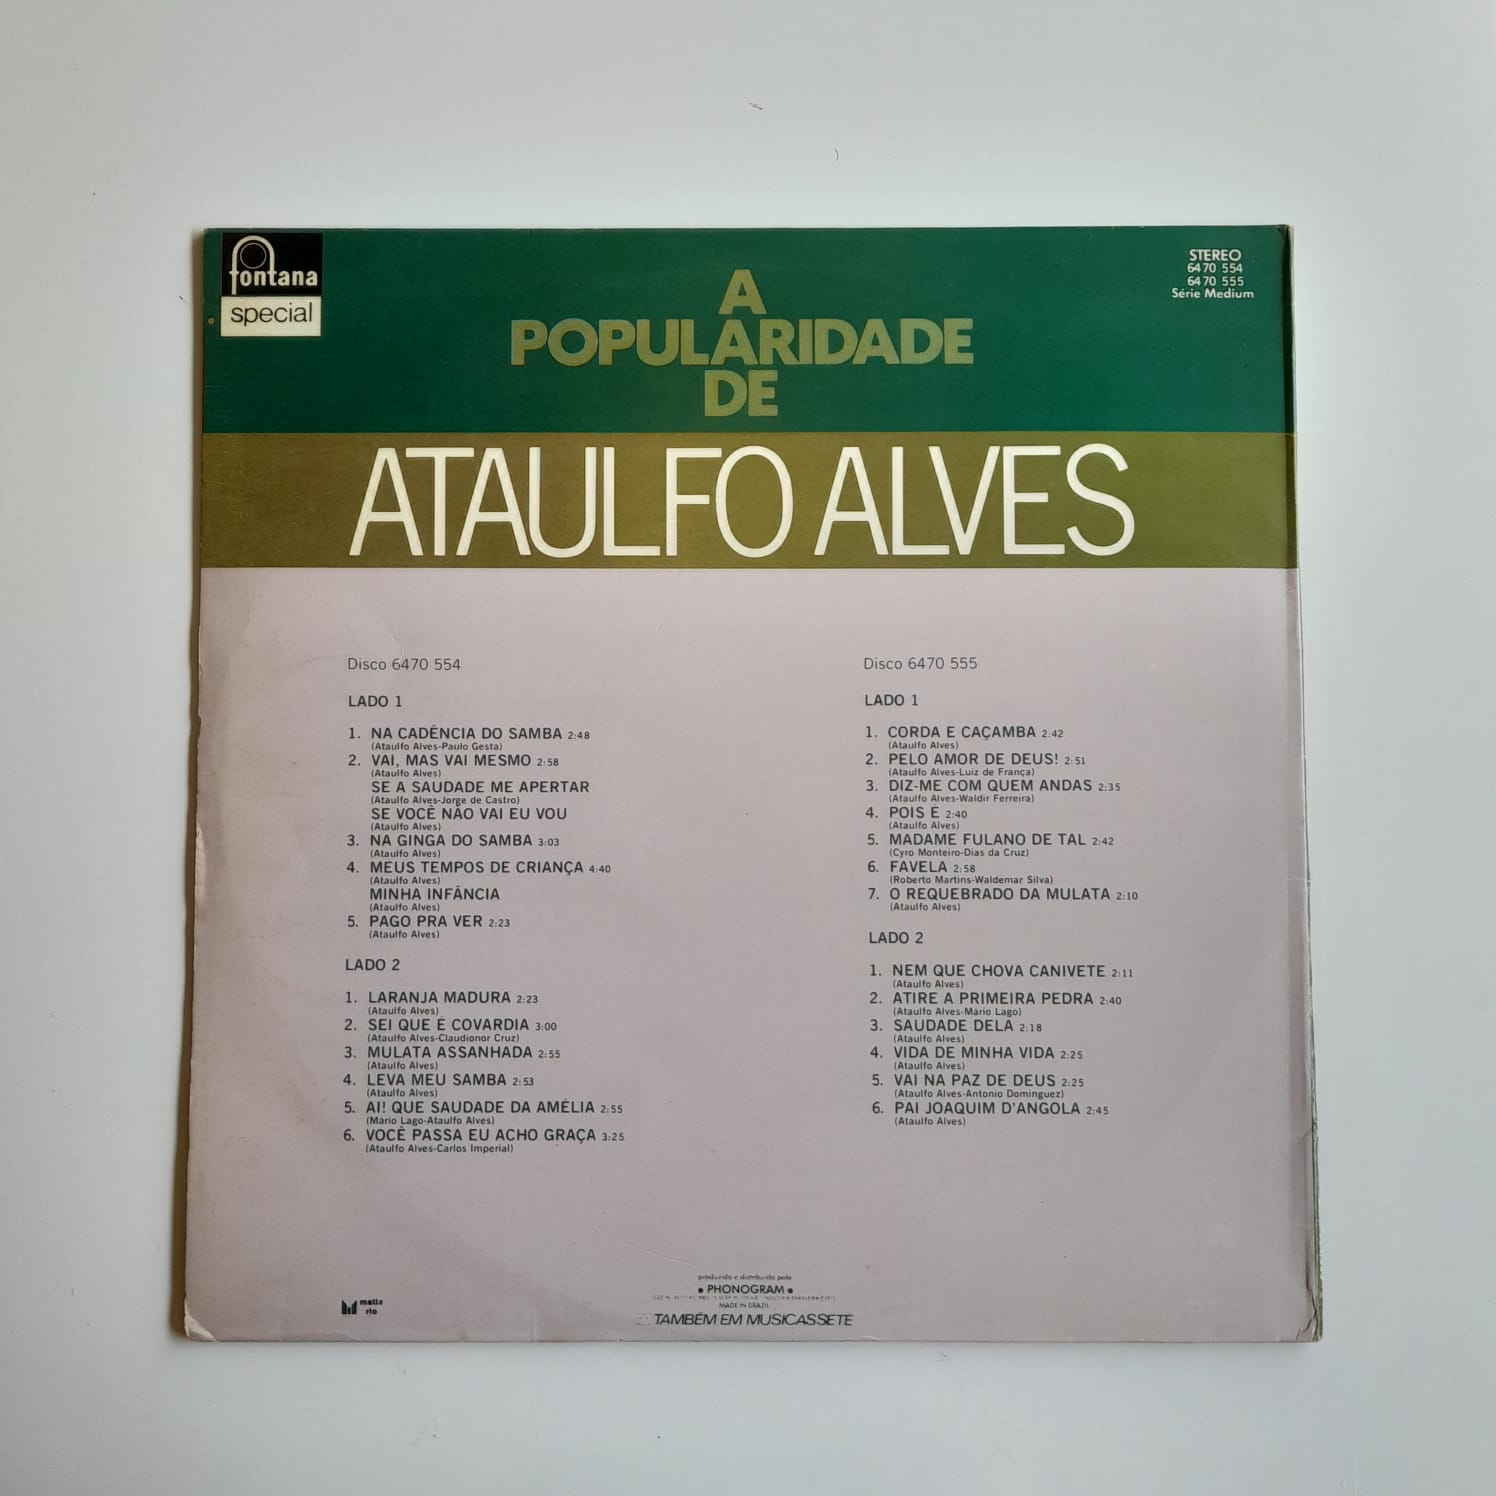 fontana
special
STEREO
6470 554
6470 555
Série Medium
A
POPULARIDADE
DE
ATAULFO ALVES
Disco 6470 554
LADO 1
1. NA CADÊNCIA DO SAMBA 2:48
(Ataulfo Alves-Paulo Gesta)
2. VAI, MAS VAI MESMO 2:58
(Ataulfo Alves)
SE A SAUDADE ME APERTAR
(Ataulfo Alves-Jorge de Castro)
SE VOCÊ NÃO VAI EU VOU
(Ataulfo Alves)
3. NA GINGA DO SAMBA 3:03
(Ataulfo Alves)
4. MEUS TEMPOS DE CRIANÇA 4:40
(Ataulfo Alves)
MINHA INFÂNCIA
(Ataulfo Alves)
5. PAGO PRA VER 2:23
(Ataulfo Alves)
LADO 2
1. LARANJA MADURA 2:23
(Ataulfo Alves)
2. SEI QUE É COVARDIA 3:00
(Ataulfo Alves-Claudionor Cruz)
3. MULATA ASSANHADA 2:55
(Ataulfo Alves)
4. LEVA MEU SAMBA 2:53
(Ataulfo Alves)
5. AI! QUE SAUDADE DA AMÉLIA 2:55
(Mário Lago-Ataulfo Alves)
6. VOCÊ PASSA EU ACHO GRAÇA 3:25
(Ataulfo Alves-Carlos Imperial)
Disco 6470 555
LADO 1
1. CORDA E CAÇAMBA 2:42
(Ataulfo Alves)
2. PELO AMOR DE DEUS! 2:51
(Ataulfo Alves-Luiz de França)
3. DIZ-ME COM QUEM ANDAS 2:35
(Ataulfo Alves-Waldir Ferreira)
4. POIS É 2:40
(Ataulfo Alves)
5. MADAME FULANO DE TAL 2:42
(Cyro Monteiro-Dias da Cruz)
6. FAVELA 2:58
(Roberto Martins-Waldemar Silva)
7. O REQUEBRADO DA MULATA 2:10
(Ataulfo Alves)
LADO 2
1. NEM QUE CHOVA CANIVETE 2:11
(Ataulfo Alves)
2. ATIRE A PRIMEIRA PEDRA 2:40
(Ataulfo Alves-Mário Lago)
3. SAUDADE DELA 2:18
(Ataulfo Alves)
4. VIDA DE MINHA VIDA 2:25
(Ataulfo Alves)
5. VAI NA PAZ DE DEUS 2:25
(Ataulfo Alves-Antonio Dominguez)
6. PAI JOAQUIM D'ANGOLA 2:45
(Ataulfo Alves)
matiz
rio
produzido e distribuido pela
• PHONOGRAM •
MADE IN BRAZIL
TAMBÉM EM MUSICASSETE